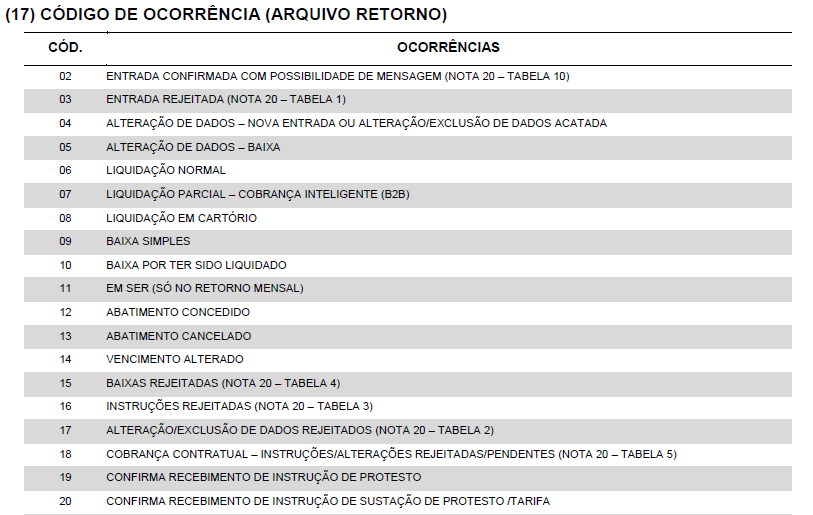 (17) CÓDIGO DE OCORRÊNCIA (ARQUIVO RETORNO)
CÓD. OCORRÊNCIAS
02 ENTRADA CONFIRMADA COM POSSIBILIDADE DE MENSAGEM (NOTA 20 – TABELA 10)
03 ENTRADA REJEITADA (NOTA 20 – TABELA 1)
04 ALTERAÇÃO DE DADOS – NOVA ENTRADA OU ALTERAÇÃO/EXCLUSÃO DE DADOS ACATADA
05 ALTERAÇÃO DE DADOS – BAIXA
06 LIQUIDAÇÃO NORMAL
07 LIQUIDAÇÃO PARCIAL – COBRANÇA INTELIGENTE (B2B)
08 LIQUIDAÇÃO EM CARTÓRIO
09 BAIXA SIMPLES
10 BAIXA POR TER SIDO LIQUIDADO
11 EM SER (SÓ NO RETORNO MENSAL)
12 ABATIMENTO CONCEDIDO
13 ABATIMENTO CANCELADO
14 VENCIMENTO ALTERADO
15 BAIXAS REJEITADAS (NOTA 20 – TABELA 4)
16 INSTRUÇÕES REJEITADAS (NOTA 20 – TABELA 3)
17 ALTERAÇÃO/EXCLUSÃO DE DADOS REJEITADOS (NOTA 20 – TABELA 2)
18 COBRANÇA CONTRATUAL – INSTRUÇÕES/ALTERAÇÕES REJEITADAS/PENDENTES (NOTA 20 – TABELA 5)
19 CONFIRMA RECEBIMENTO DE INSTRUÇÃO DE PROTESTO
20 CONFIRMA RECEBIMENTO DE INSTRUÇÃO DE SUSTAÇÃO DE PROTESTO /TARIFA